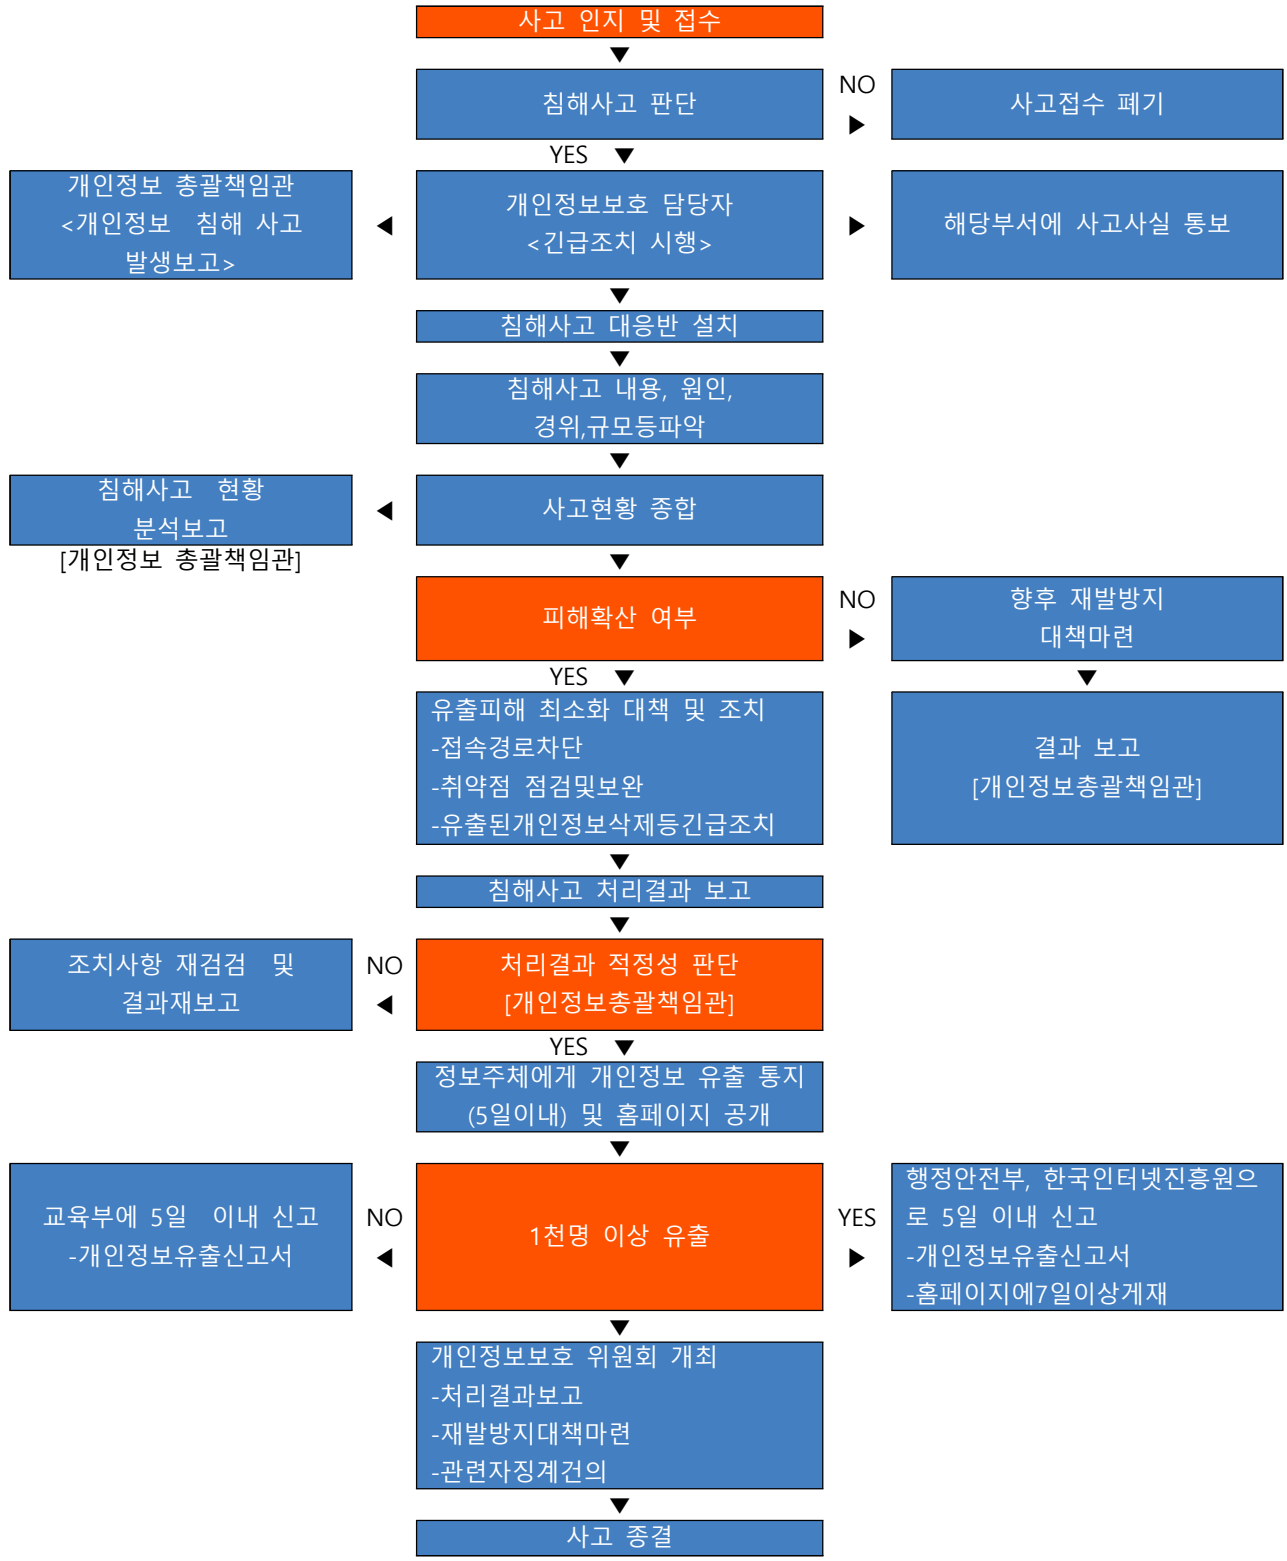 사고 인지 및 접수
침해사고 판단
NO
사고접수 폐기
YES
개인정보 총괄책임관
<개인정보 침해 사고
발생보고>
개인정보보호 담당자
<긴급조치 시행>
해당부서에 사고사실 통보
침해사고 대응반 설치
침해사고 내용, 원인,
경위,규모등파악
침해사고 현황
분석보고
[개인정보 총괄책임관]
사고현황 종합
피해확산 여부
NO
향후 재발방지
대책마련
YES
유출피해 최소화 대책 및 조치
-접속경로차단
-취약점 점검및보완
-유출된개인정보삭제등긴급조치
결과 보고
[개인정보총괄책임관]
침해사고 처리결과 보고
조치사항 재검검 및
결과재보고
NO
처리결과 적정성 판단
[개인정보총괄책임관]
YES
정보주체에게 개인정보 유출 통지
(5일이내) 및 홈페이지 공개
교육부에 5일 이내 신고
-개인정보유출신고서
NO
1천명 이상 유출
YES
행정안전부, 한국인터넷진흥원으
로 5일 이내 신고
-개인정보유출신고서
-홈페이지에7일이상게재
개인정보보호 위원회 개최
-처리결과보고
-재발방지대책마련
-관련자징계건의
사고 종결